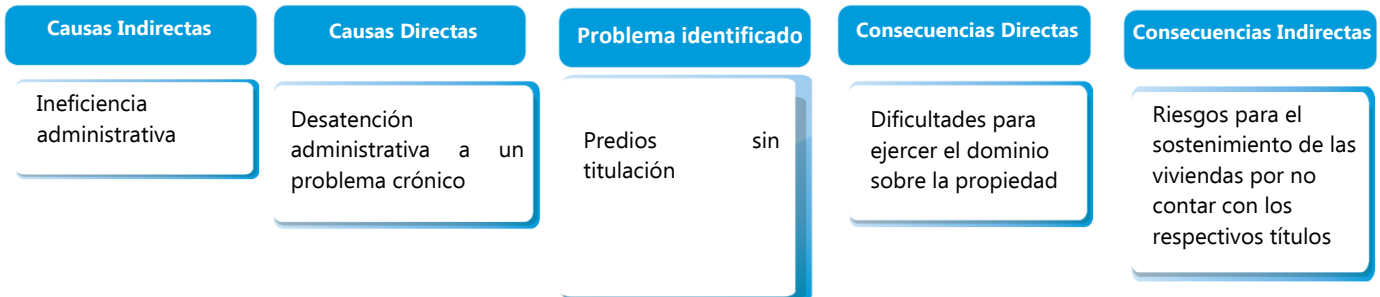 Causas Indirectas
Ineficiencia
administrativa
Causas Directas
Desatención
administrativa a un
problema crónico
Problema identificado
Predios sin
titulación
Consecuencias Directas
Dificultades para
ejercer el dominio
sobre la propiedad
Consecuencias Indirectas
Riesgos para el
sostenimiento de las
viviendas por no
contar con los
respectivos títulos